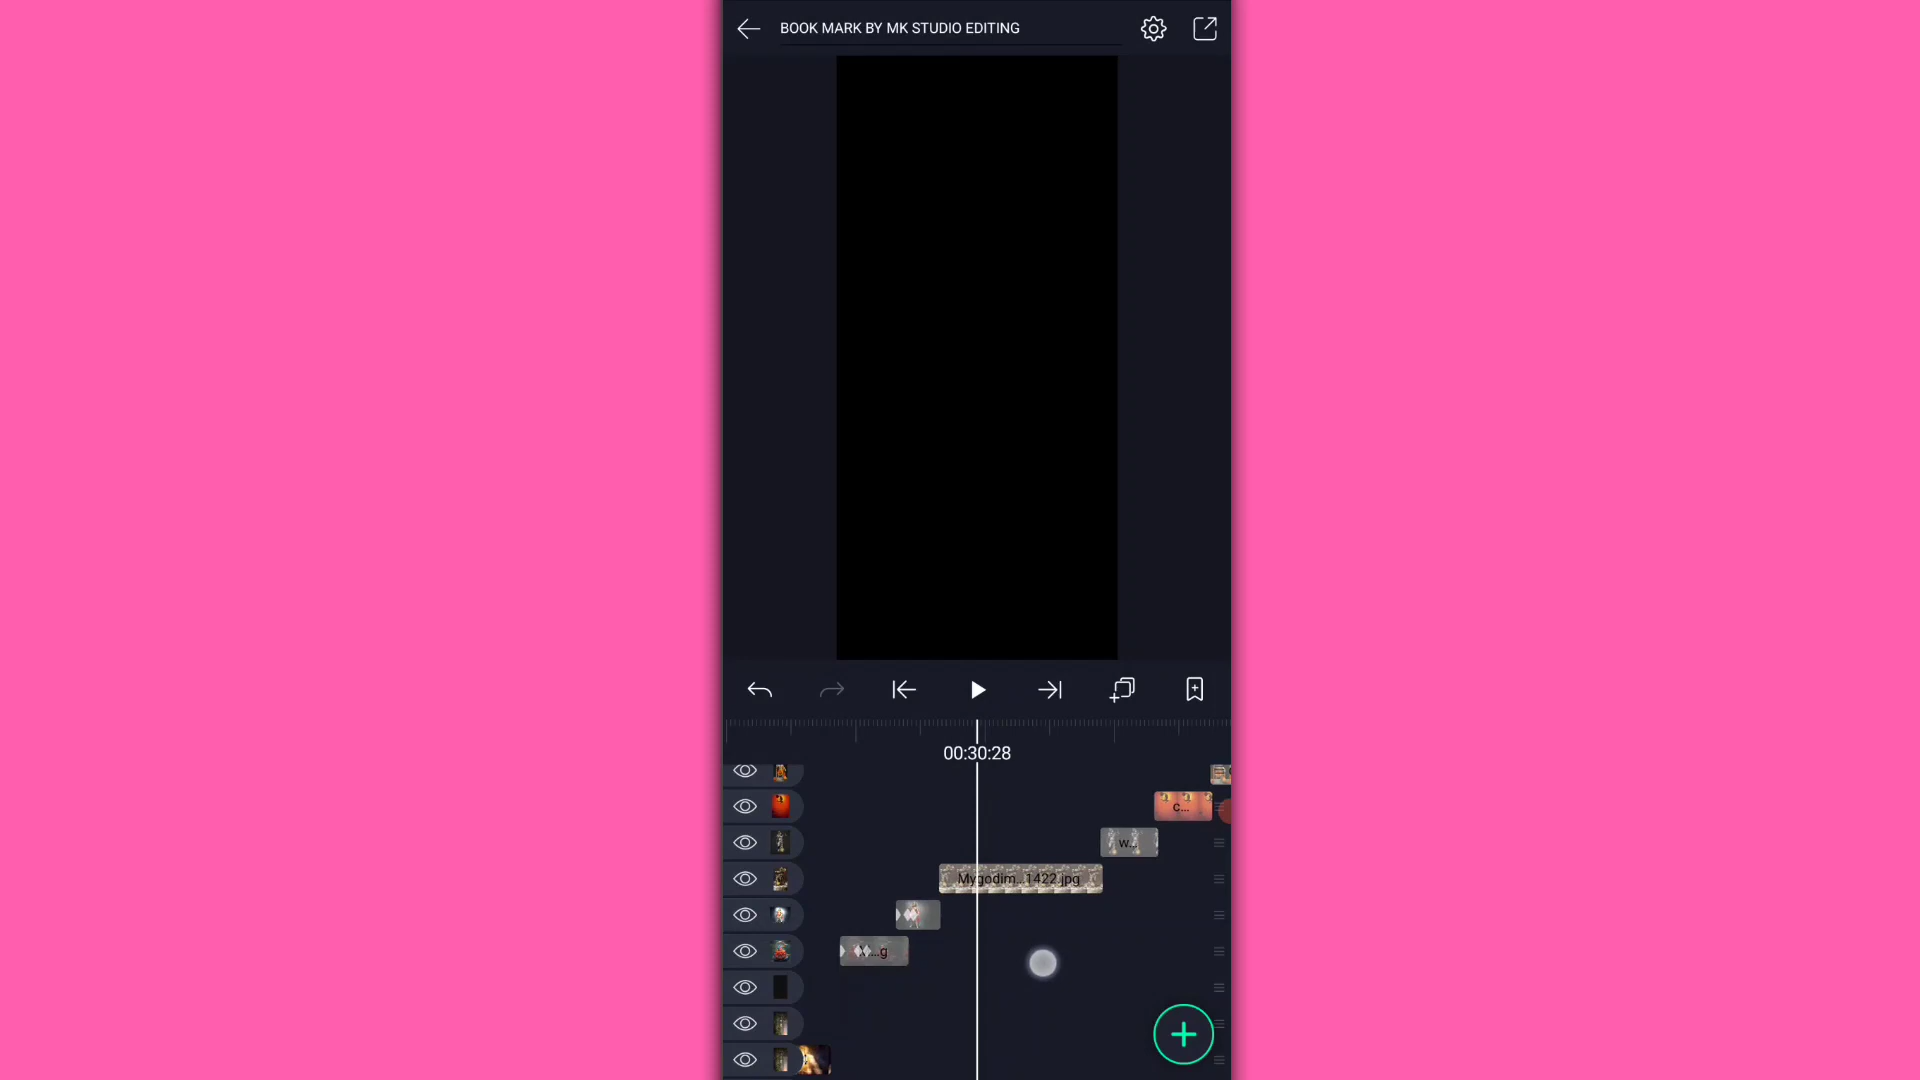 BOOK MARK BY MK STUDIO EDITING
00:30:28
c...
w...
Mygodim...1422.jpg
...g